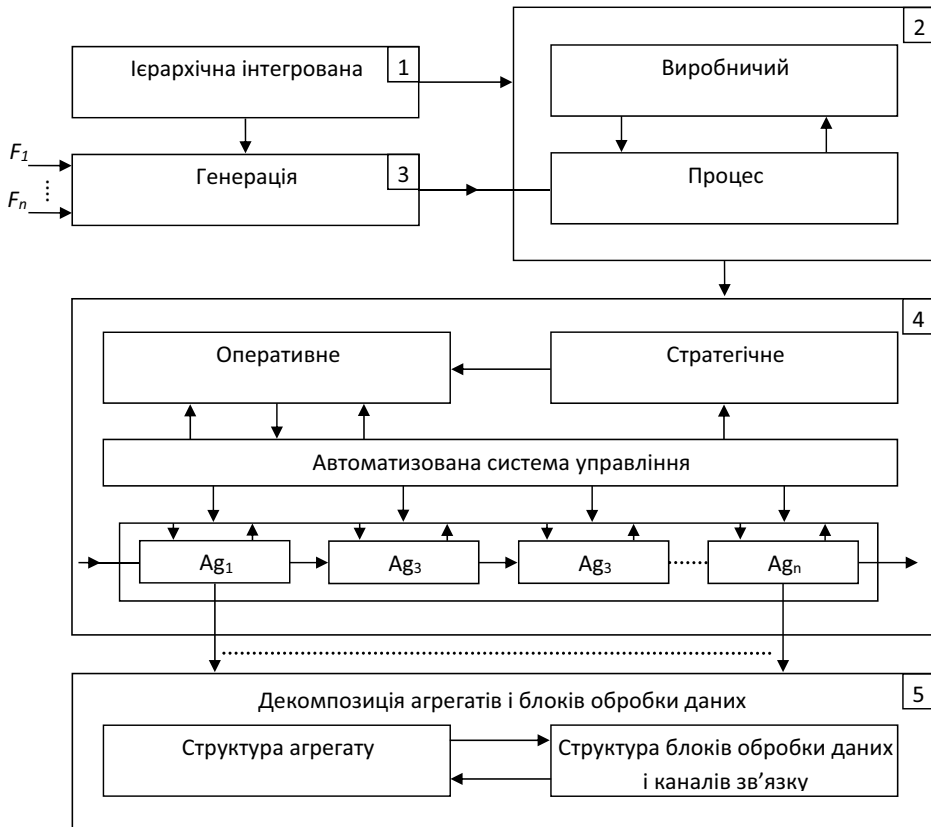 2
Ієрархічна інтегрована
1
Виробничий
F₁
Fₙ
Генерація
3
Процес
4
Оперативне
Стратегічне
Автоматизована система управління
Ag₁
Ag₃
Ag₃
Agₙ
5
Декомпозиція агрегатів і блоків обробки даних
Структура агрегату
Структура блоків обробки даних
і каналів зв’язку